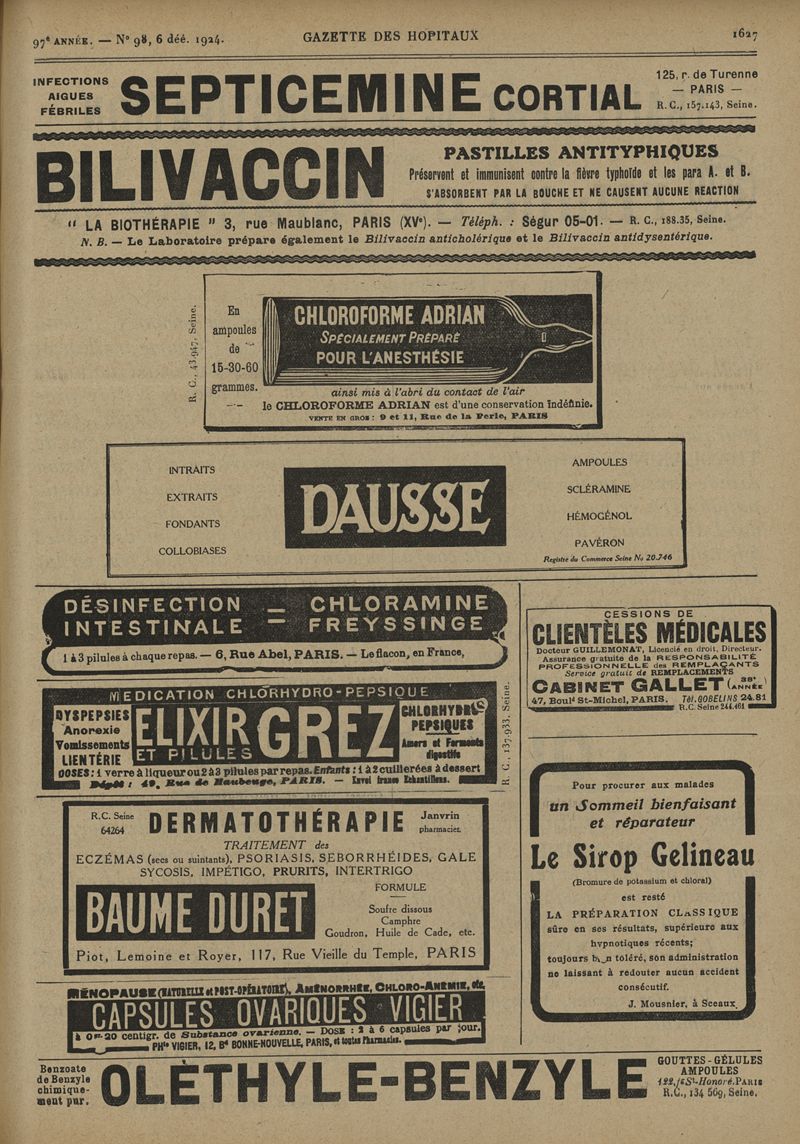 97e ANNÉE. — No 98, 6 déé. 1924.
GAZETTE DES HOPITAUX
1627
INFECTIONS
AIGUES
FÉBRILES
SEPTICEMINE CORTIAL
125, r. de Turenne
— PARIS —
R. C., 157.143, Seine.
BILIVACCIN
PASTILLES ANTITYPHIQUES
Préservent et immunisent contre la fièvre typhoïde et les para A. et B.
S'ABSORBENT PAR LA BOUCHE ET NE CAUSENT AUCUNE REACTION
" LA BIOTHÉRAPIE " 3, rue Maublanc, PARIS (XVe). — Téléph. : Ségur 05-01. — R. C., 188.35, Seine.
N. B. — Le Laboratoire prépare également le Bilivaccin anticholérique et le Bilivaccin antidysentérique.
R. C., 43.947, Seine.
En
ampoules
de
15-30-60
grammes.
CHLOROFORME ADRIAN
SPÉCIALEMENT PRÉPARÉ
POUR L'ANESTHÉSIE
ainsi mis à l'abri du contact de l'air
le CHLOROFORME ADRIAN est d'une conservation indéfinie.
VENTE EN GROS : 9 et 11, Rue de la Perle, PARIS
INTRAITS
EXTRAITS
FONDANTS
COLLOBIASES
DAUSSE
AMPOULES
SCLÉRAMINE
HÉMOGÉNOL
PAVÉRON
Registre du Commerce Seine No 20.746
DÉSINFECTION = CHLORAMINE
INTESTINALE = FREYSSINGE
1 à 3 pilules à chaque repas. — 6, Rue Abel, PARIS. — Le flacon, en France,
MEDICATION CHLORHYDRO-PEPSIQUE
DYSPEPSIES
Anorexie
Vomissements
LIENTÉRIE
ELIXIR GREZ
ET PILULES
CHLORHYDRO
PEPSIQUES
Amers et Ferments
digestifs
DOSES : 1 verre à liqueur ou 2 à 3 pilules par repas. Enfants : 1 à 2 cuillerées à dessert
Dépôt : 49, Rue de Maubeuge, PARIS. — Envoi franco Echantillons.
R. C., 137.933, Seine.
R.C. Seine
64264
DERMATOTHÉRAPIE
Janvrin
pharmacien
TRAITEMENT des
ECZÉMAS (secs ou suintants), PSORIASIS, SEBORRHÉIDES, GALE
SYCOSIS, IMPÉTIGO, PRURITS, INTERTRIGO
BAUME DURET
FORMULE
Soufre dissous
Camphre
Goudron, Huile de Cade, etc.
Piot, Lemoine et Royer, 117, Rue Vieille du Temple, PARIS
MÉNOPAUSE (NATURELLE et POST-OPÉRATOIRE), AMÉNORRHÉE, CHLORO-ANÉMIE, etc.
CAPSULES OVARIQUES VIGIER
à 0 gr. 20 centigr. de Substance ovarienne. — DOSE : 2 à 6 capsules par jour.
PHie VIGIER, 12, Bd BONNE-NOUVELLE, PARIS, et toutes Pharmacies.
CESSIONS DE
CLIENTÈLES MÉDICALES
Docteur GUILLEMONAT, Licencié en droit, Directeur.
Assurance gratuite de la RESPONSABILITÉ
PROFESSIONNELLE des REMPLAÇANTS
Service gratuit de REMPLACEMENTS
CABINET GALLET (38e ANNÉE)
47, Bould St-Michel, PARIS. Tél. GOBELINS 24.81
R.C. Seine 244.461
Pour procurer aux malades
un Sommeil bienfaisant
et réparateur
Le Sirop Gelineau
(Bromure de potassium et chloral)
est resté
LA PRÉPARATION CLASSIQUE
sûre en ses résultats, supérieure aux
hypnotiques récents;
toujours bien toléré, son administration
ne laissant à redouter aucun accident
consécutif.
J. Mousnier, à Sceaux.
Benzoate
de Benzyle
chimique-
ment pur.
OLÉTHYLE-BENZYLE
GOUTTES - GÉLULES
AMPOULES
122, fg St-Honoré. PARIS
R.C., 134 569, Seine.